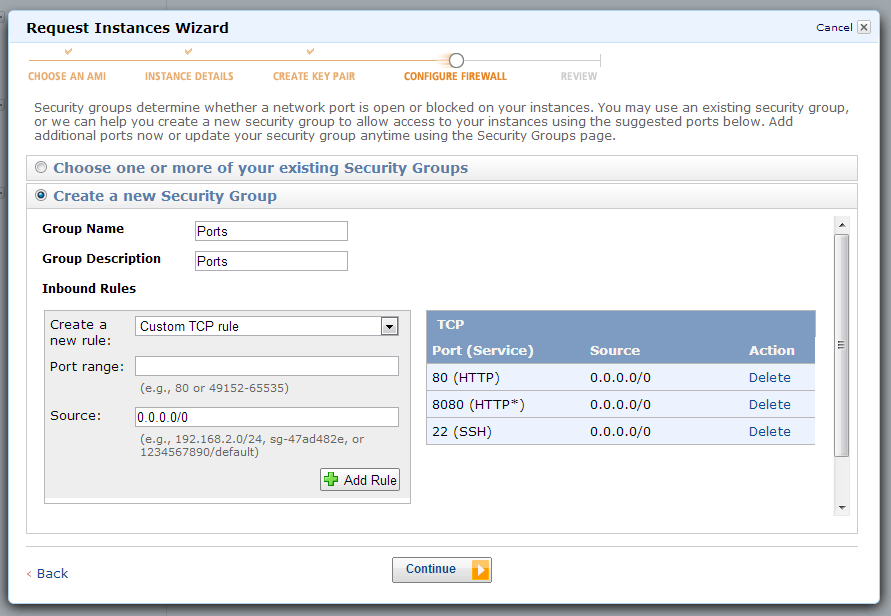 Request Instances Wizard
Cancel
CHOOSE AN AMI INSTANCE DETAILS CREATE KEY PAIR CONFIGURE FIREWALL REVIEW
Security groups determine whether a network port is open or blocked on your instances. You may use an existing security group,
or we can help you create a new security group to allow access to your instances using the suggested ports below. Add
additional ports now or update your security group anytime using the Security Groups page.
Choose one or more of your existing Security Groups
Create a new Security Group
Group Name Ports
Group Description Ports
Inbound Rules
Create a
new rule:
Custom TCP rule
Port range:
(e.g., 80 or 49152-65535)
Source: 0.0.0.0/0
(e.g., 192.168.2.0/24, sg-47ad482e, or
1234567890/default)
Add Rule
TCP
Port (Service) Source Action
80 (HTTP) 0.0.0.0/0 Delete
8080 (HTTP*) 0.0.0.0/0 Delete
22 (SSH) 0.0.0.0/0 Delete
‹ Back
Continue